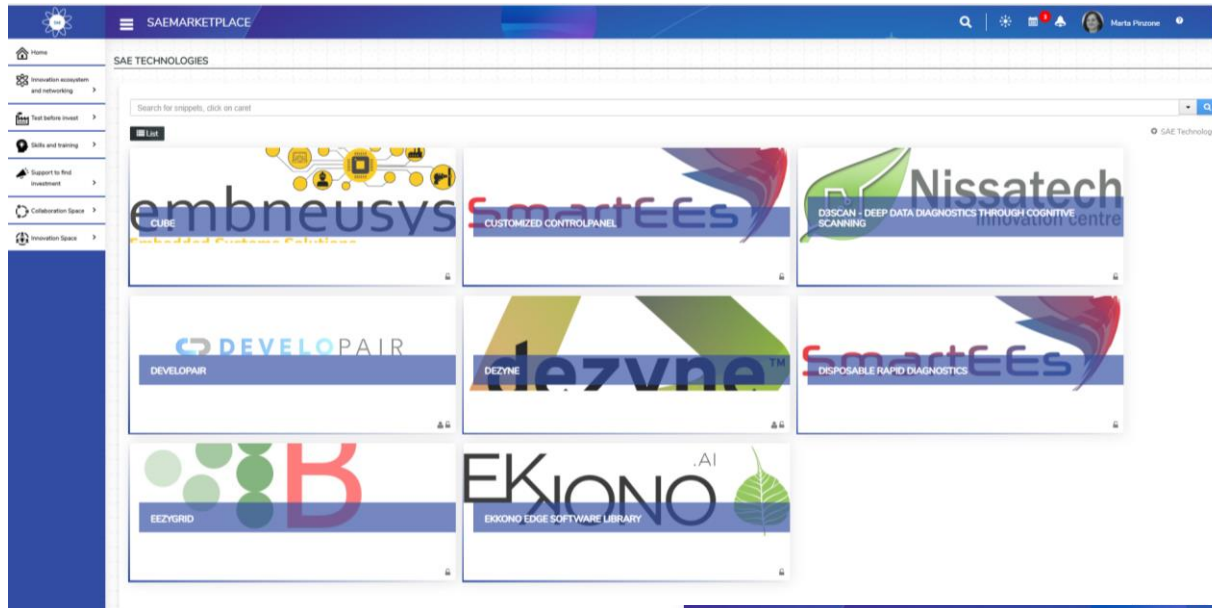 SAE
SAEMARKETPLACE
3
Marta Pinzone
?
Home
Innovation ecosystem
and networking
Test before invest
Skills and training
Support to find
investment
Collaboration Space
Innovation Space
SAE TECHNOLOGIES
Search for snippets, click on caret
List
SAE Technolog
embneusys
Embedded Systems Solutions
CUBE
SmartEEs
CUSTOMIZED CONTROLPANEL
Nissatech
innovation centre
D3SCAN - DEEP DATA DIAGNOSTICS THROUGH COGNITIVE
SCANNING
DEVELOPAIR
DEVELOPAIR
dezyne™
DEZYNE
SmartEEs
DISPOSABLE RAPID DIAGNOSTICS
B
EEZYGRID
EKKONO
.AI
EKKONO EDGE SOFTWARE LIBRARY